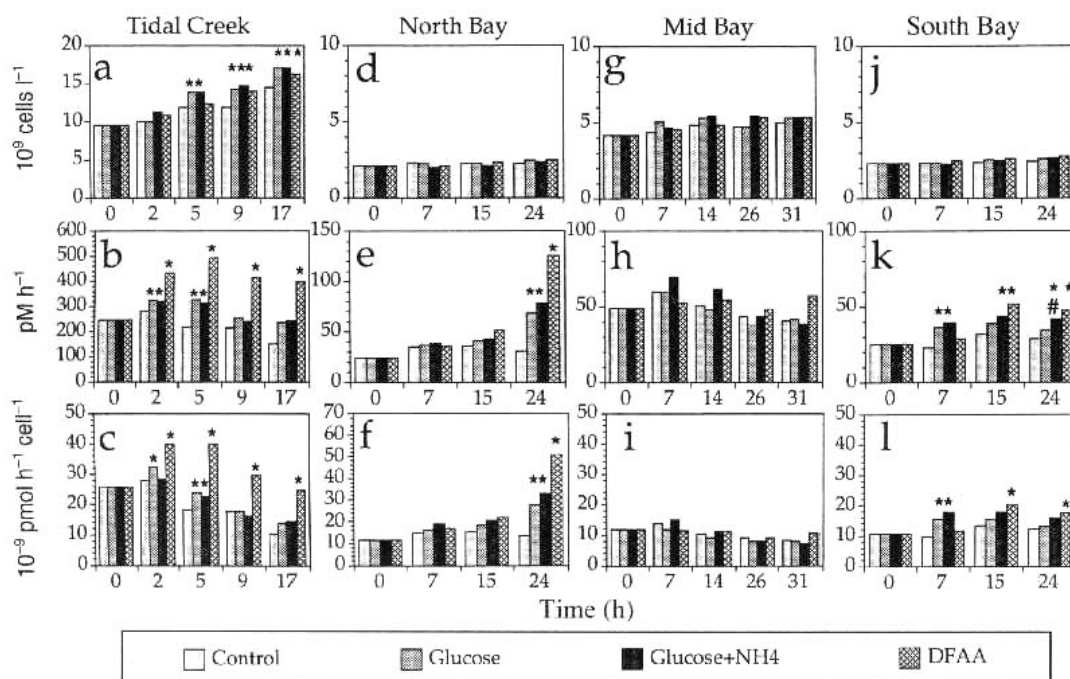 Tidal Creek North Bay Mid Bay South Bay
20 10 10 10
a d g j
15
*** ** ***
10 5 5 5
5
0 0 0 0
10⁹ cells l⁻¹
0 2 5 9 17 0 7 15 24 0 7 14 26 31 0 7 15 24
600 150 100 100
b e h k
500
* * * * * ** ** * *
400 100
300 50 50
** ** ** ** #
200 50
100
0 0 0 0
pM h⁻¹
0 2 5 9 17 0 7 15 24 0 7 14 26 31 0 7 15 24
50 70 50 50
c f i l
60
40 50 40 40
* * * * * *
30 40 30 30
* ** ** ** * *
20 30 20 20
20
10 10 10 10
0 0 0 0
10⁻⁹ pmol h⁻¹ cell⁻¹
0 2 5 9 17 0 7 15 24 0 7 14 26 31 0 7 15 24
Time (h)
Control Glucose Glucose+NH4 DFAA